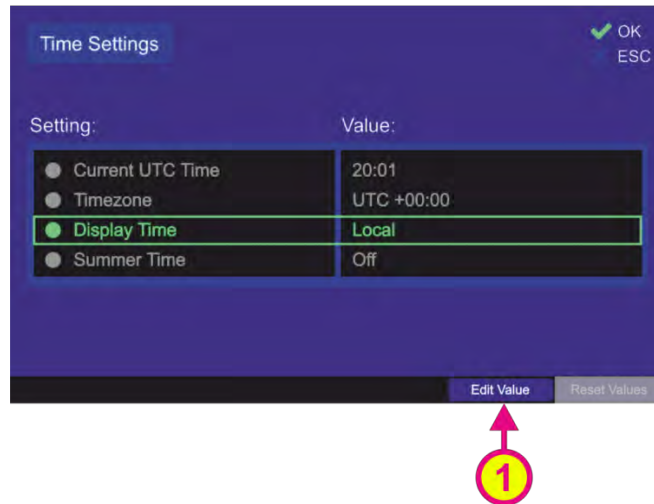 Time Settings
OK
ESC
Setting: Value:
Current UTC Time 20:01
Timezone UTC +00:00
Display Time Local
Summer Time Off
Edit Value Reset Values
1